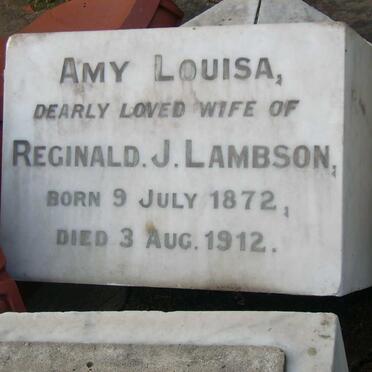 AMY LOUISA,
DEARLY LOVED WIFE OF
REGINALD. J. LAMBSON,
BORN 9 JULY 1872,
DIED 3 AUG. 1912.